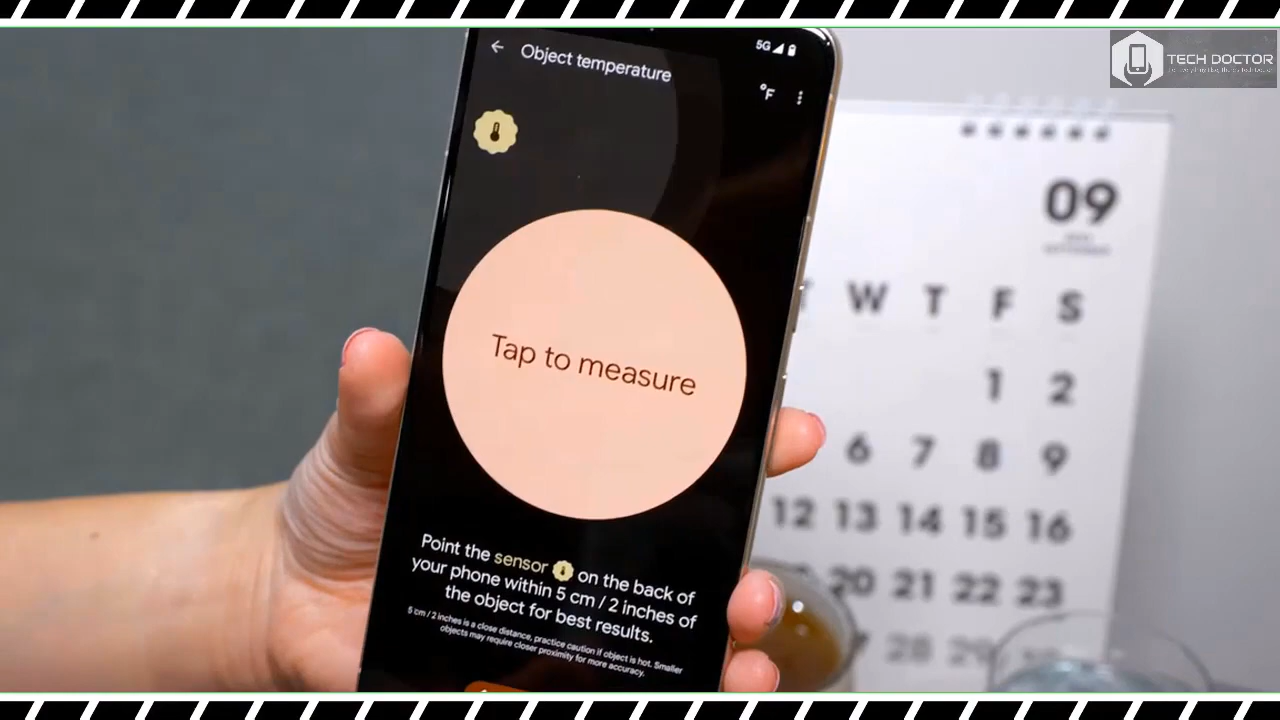 TECH DOCTOR
5G
Object temperature
°F
Tap to measure
Point the sensor on the back of
your phone within 5 cm / 2 inches of
the object for best results.
5 cm / 2 inches is a close distance, practice caution if object is hot. Smaller
objects may require closer proximity for more accuracy.
09
W T F S
1 2
6 7 8 9
12 13 14 15 16
20 21 22 23
28 29